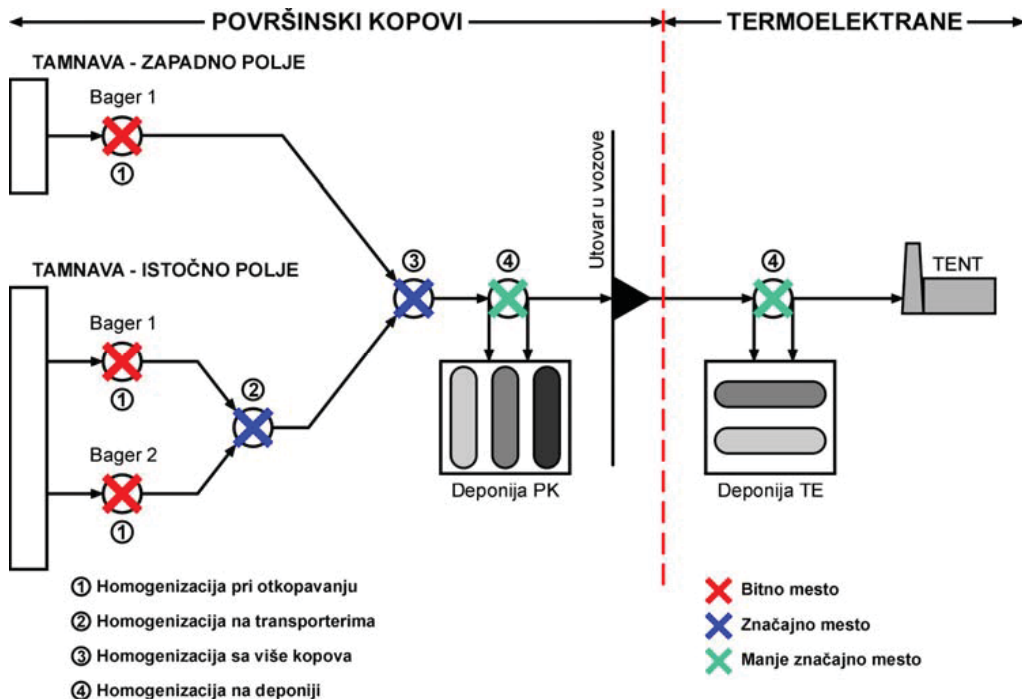 POVRŠINSKI KOPOVI
TERMOELEKTRANE
TAMNAVA - ZAPADNO POLJE
Bager 1
①
TAMNAVA - ISTOČNO POLJE
Bager 1
①
②
Bager 2
①
③
④
Utovar u vozove
④
TENT
Deponija PK
Deponija TE
① Homogenizacija pri otkopavanju
② Homogenizacija na transporterima
③ Homogenizacija sa više kopova
④ Homogenizacija na deponiji
Bitno mesto
Značajno mesto
Manje značajno mesto